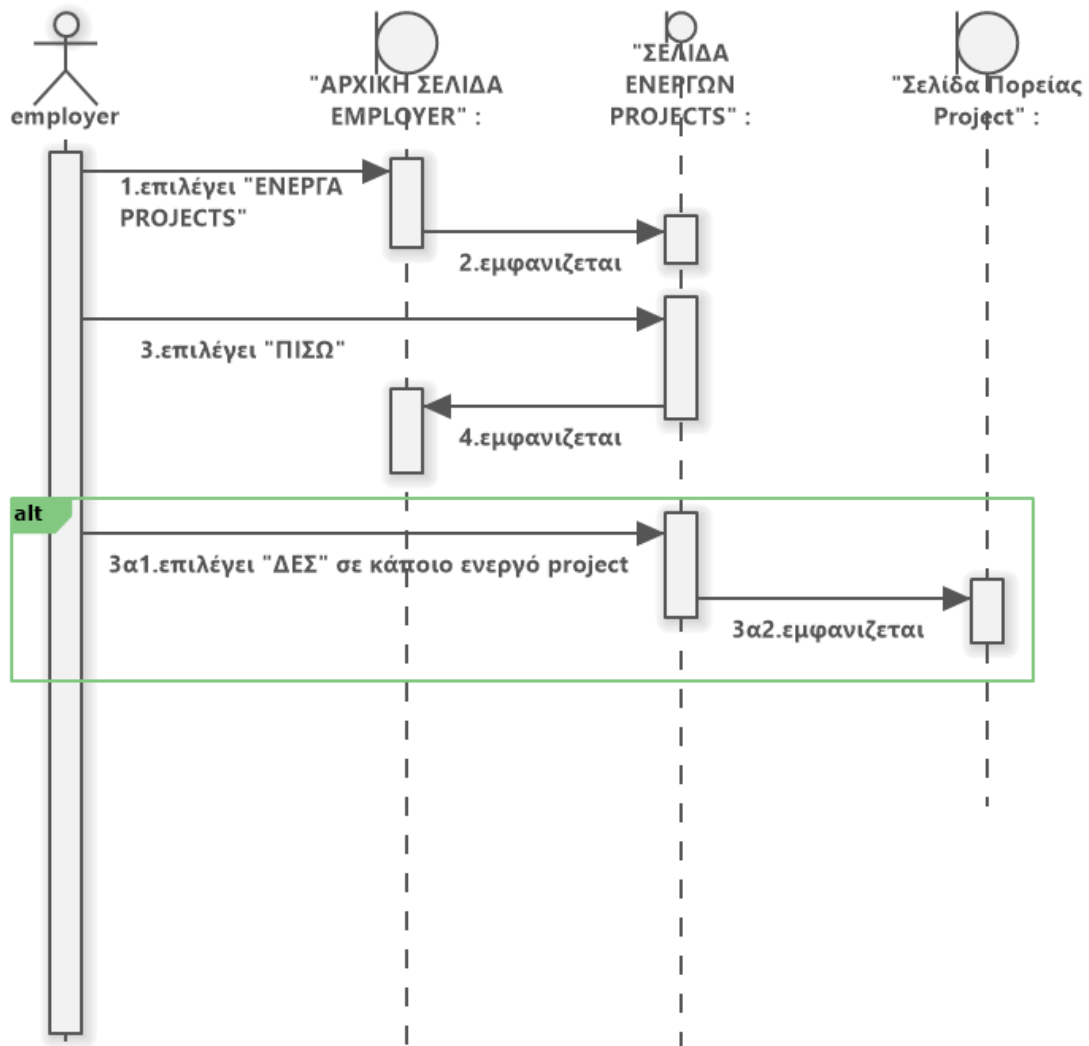 employer
"ΑΡΧΙΚΗ ΣΕΛΙΔΑ
EMPLOYER" :
"ΣΕΛΙΔΑ
ΕΝΕΡΓΩΝ
PROJECTS" :
"Σελίδα Πορείας
Project" :
1.επιλέγει "ΕΝΕΡΓΑ
PROJECTS"
2.εμφανιζεται
3.επιλέγει "ΠΙΣΩ"
4.εμφανιζεται
alt
3α1.επιλέγει "ΔΕΣ" σε κάποιο ενεργό project
3α2.εμφανιζεται